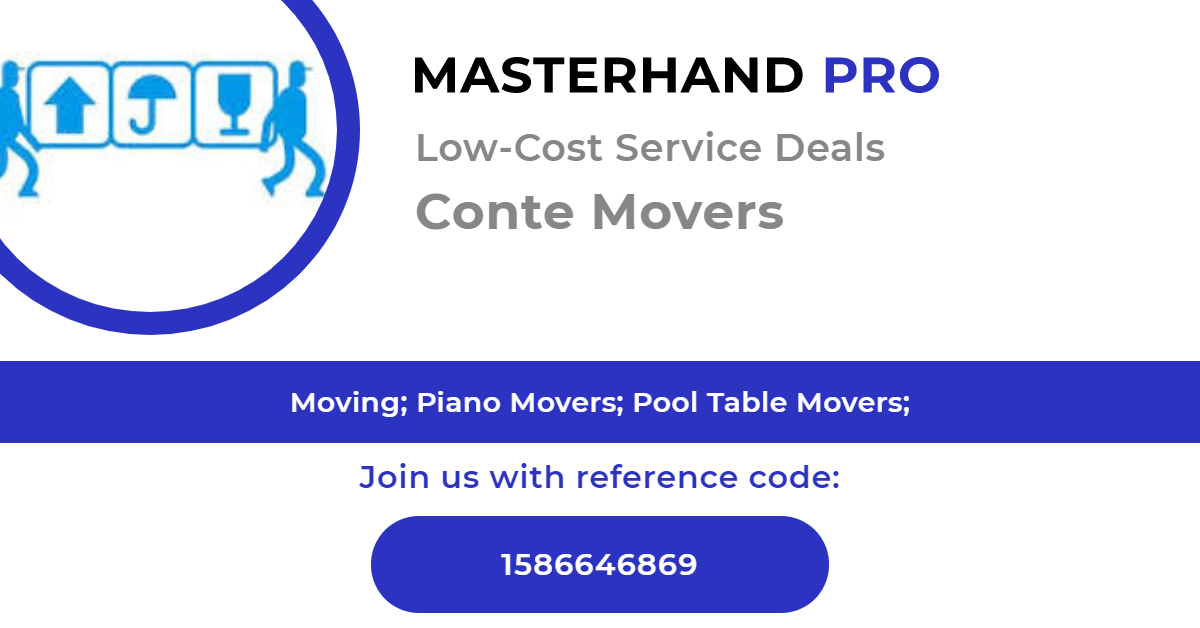 MASTERHAND PRO
Low-Cost Service Deals
Conte Movers
Moving; Piano Movers; Pool Table Movers;
Join us with reference code:
1586646869